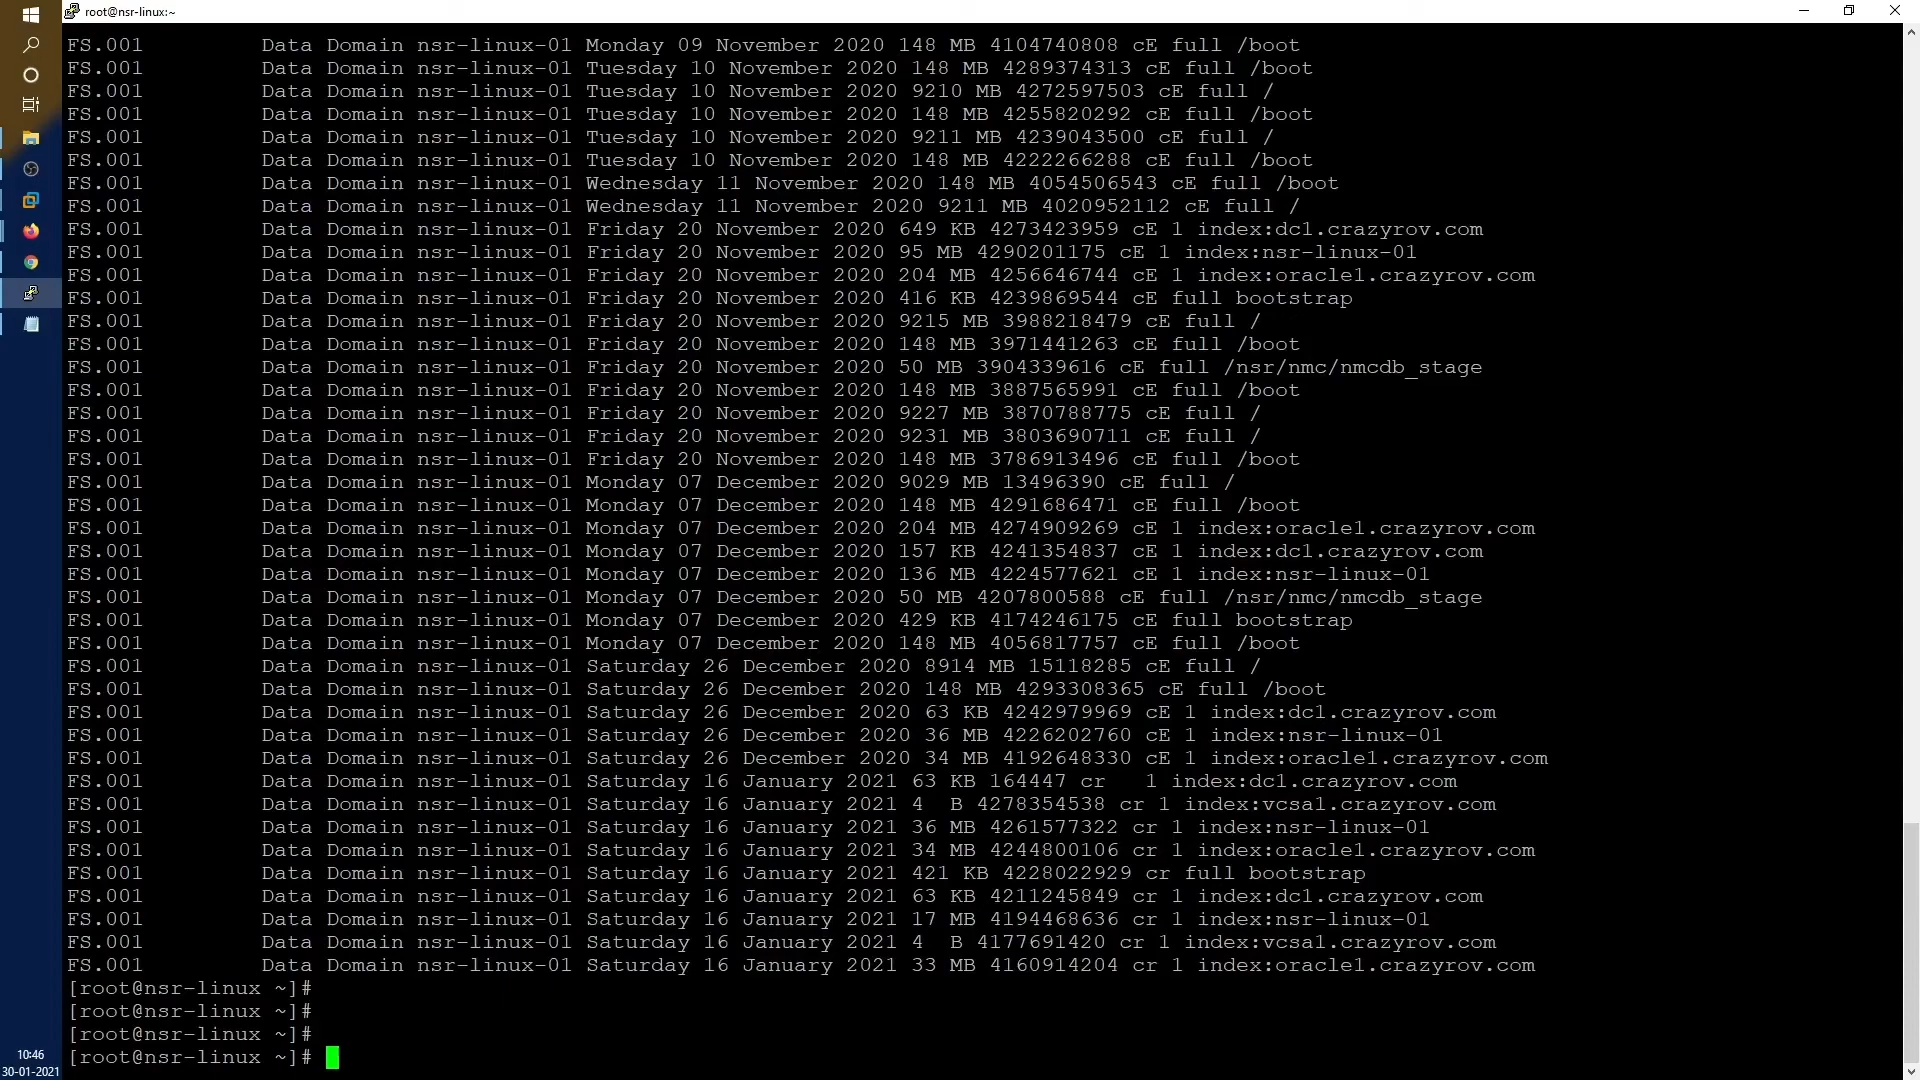 root@nsr-linux:~
FS.001 Data Domain nsr-linux-01 Monday 09 November 2020 148 MB 4104740808 cE full /boot
FS.001 Data Domain nsr-linux-01 Tuesday 10 November 2020 148 MB 4289374313 cE full /boot
FS.001 Data Domain nsr-linux-01 Tuesday 10 November 2020 9210 MB 4272597503 cE full /
FS.001 Data Domain nsr-linux-01 Tuesday 10 November 2020 148 MB 4255820292 cE full /boot
FS.001 Data Domain nsr-linux-01 Tuesday 10 November 2020 9211 MB 4239043500 cE full /
FS.001 Data Domain nsr-linux-01 Tuesday 10 November 2020 148 MB 4222266288 cE full /boot
FS.001 Data Domain nsr-linux-01 Wednesday 11 November 2020 148 MB 4054506543 cE full /boot
FS.001 Data Domain nsr-linux-01 Wednesday 11 November 2020 9211 MB 4020952112 cE full /
FS.001 Data Domain nsr-linux-01 Friday 20 November 2020 649 KB 4273423959 cE 1 index:dc1.crazyrov.com
FS.001 Data Domain nsr-linux-01 Friday 20 November 2020 95 MB 4290201175 cE 1 index:nsr-linux-01
FS.001 Data Domain nsr-linux-01 Friday 20 November 2020 204 MB 4256646744 cE 1 index:oracle1.crazyrov.com
FS.001 Data Domain nsr-linux-01 Friday 20 November 2020 416 KB 4239869544 cE full bootstrap
FS.001 Data Domain nsr-linux-01 Friday 20 November 2020 9215 MB 3988218479 cE full /
FS.001 Data Domain nsr-linux-01 Friday 20 November 2020 148 MB 3971441263 cE full /boot
FS.001 Data Domain nsr-linux-01 Friday 20 November 2020 50 MB 3904339616 cE full /nsr/nmc/nmcdb_stage
FS.001 Data Domain nsr-linux-01 Friday 20 November 2020 148 MB 3887565991 cE full /boot
FS.001 Data Domain nsr-linux-01 Friday 20 November 2020 9227 MB 3870788775 cE full /
FS.001 Data Domain nsr-linux-01 Friday 20 November 2020 9231 MB 3803690711 cE full /
FS.001 Data Domain nsr-linux-01 Friday 20 November 2020 148 MB 3786913496 cE full /boot
FS.001 Data Domain nsr-linux-01 Monday 07 December 2020 9029 MB 13496390 cE full /
FS.001 Data Domain nsr-linux-01 Monday 07 December 2020 148 MB 4291686471 cE full /boot
FS.001 Data Domain nsr-linux-01 Monday 07 December 2020 204 MB 4274909269 cE 1 index:oracle1.crazyrov.com
FS.001 Data Domain nsr-linux-01 Monday 07 December 2020 157 KB 4241354837 cE 1 index:dc1.crazyrov.com
FS.001 Data Domain nsr-linux-01 Monday 07 December 2020 136 MB 4224577621 cE 1 index:nsr-linux-01
FS.001 Data Domain nsr-linux-01 Monday 07 December 2020 50 MB 4207800588 cE full /nsr/nmc/nmcdb_stage
FS.001 Data Domain nsr-linux-01 Monday 07 December 2020 429 KB 4174246175 cE full bootstrap
FS.001 Data Domain nsr-linux-01 Monday 07 December 2020 148 MB 4056817757 cE full /boot
FS.001 Data Domain nsr-linux-01 Saturday 26 December 2020 8914 MB 15118285 cE full /
FS.001 Data Domain nsr-linux-01 Saturday 26 December 2020 148 MB 4293308365 cE full /boot
FS.001 Data Domain nsr-linux-01 Saturday 26 December 2020 63 KB 4242979969 cE 1 index:dc1.crazyrov.com
FS.001 Data Domain nsr-linux-01 Saturday 26 December 2020 36 MB 4226202760 cE 1 index:nsr-linux-01
FS.001 Data Domain nsr-linux-01 Saturday 26 December 2020 34 MB 4192648330 cE 1 index:oracle1.crazyrov.com
FS.001 Data Domain nsr-linux-01 Saturday 16 January 2021 63 KB 164447 cr 1 index:dc1.crazyrov.com
FS.001 Data Domain nsr-linux-01 Saturday 16 January 2021 4 B 4278354538 cr 1 index:vcsa1.crazyrov.com
FS.001 Data Domain nsr-linux-01 Saturday 16 January 2021 36 MB 4261577322 cr 1 index:nsr-linux-01
FS.001 Data Domain nsr-linux-01 Saturday 16 January 2021 34 MB 4244800106 cr 1 index:oracle1.crazyrov.com
FS.001 Data Domain nsr-linux-01 Saturday 16 January 2021 421 KB 4228022929 cr full bootstrap
FS.001 Data Domain nsr-linux-01 Saturday 16 January 2021 63 KB 4211245849 cr 1 index:dc1.crazyrov.com
FS.001 Data Domain nsr-linux-01 Saturday 16 January 2021 17 MB 4194468636 cr 1 index:nsr-linux-01
FS.001 Data Domain nsr-linux-01 Saturday 16 January 2021 4 B 4177691420 cr 1 index:vcsa1.crazyrov.com
FS.001 Data Domain nsr-linux-01 Saturday 16 January 2021 33 MB 4160914204 cr 1 index:oracle1.crazyrov.com
[root@nsr-linux ~]#
[root@nsr-linux ~]#
[root@nsr-linux ~]#
[root@nsr-linux ~]#
10:46
30-01-2021